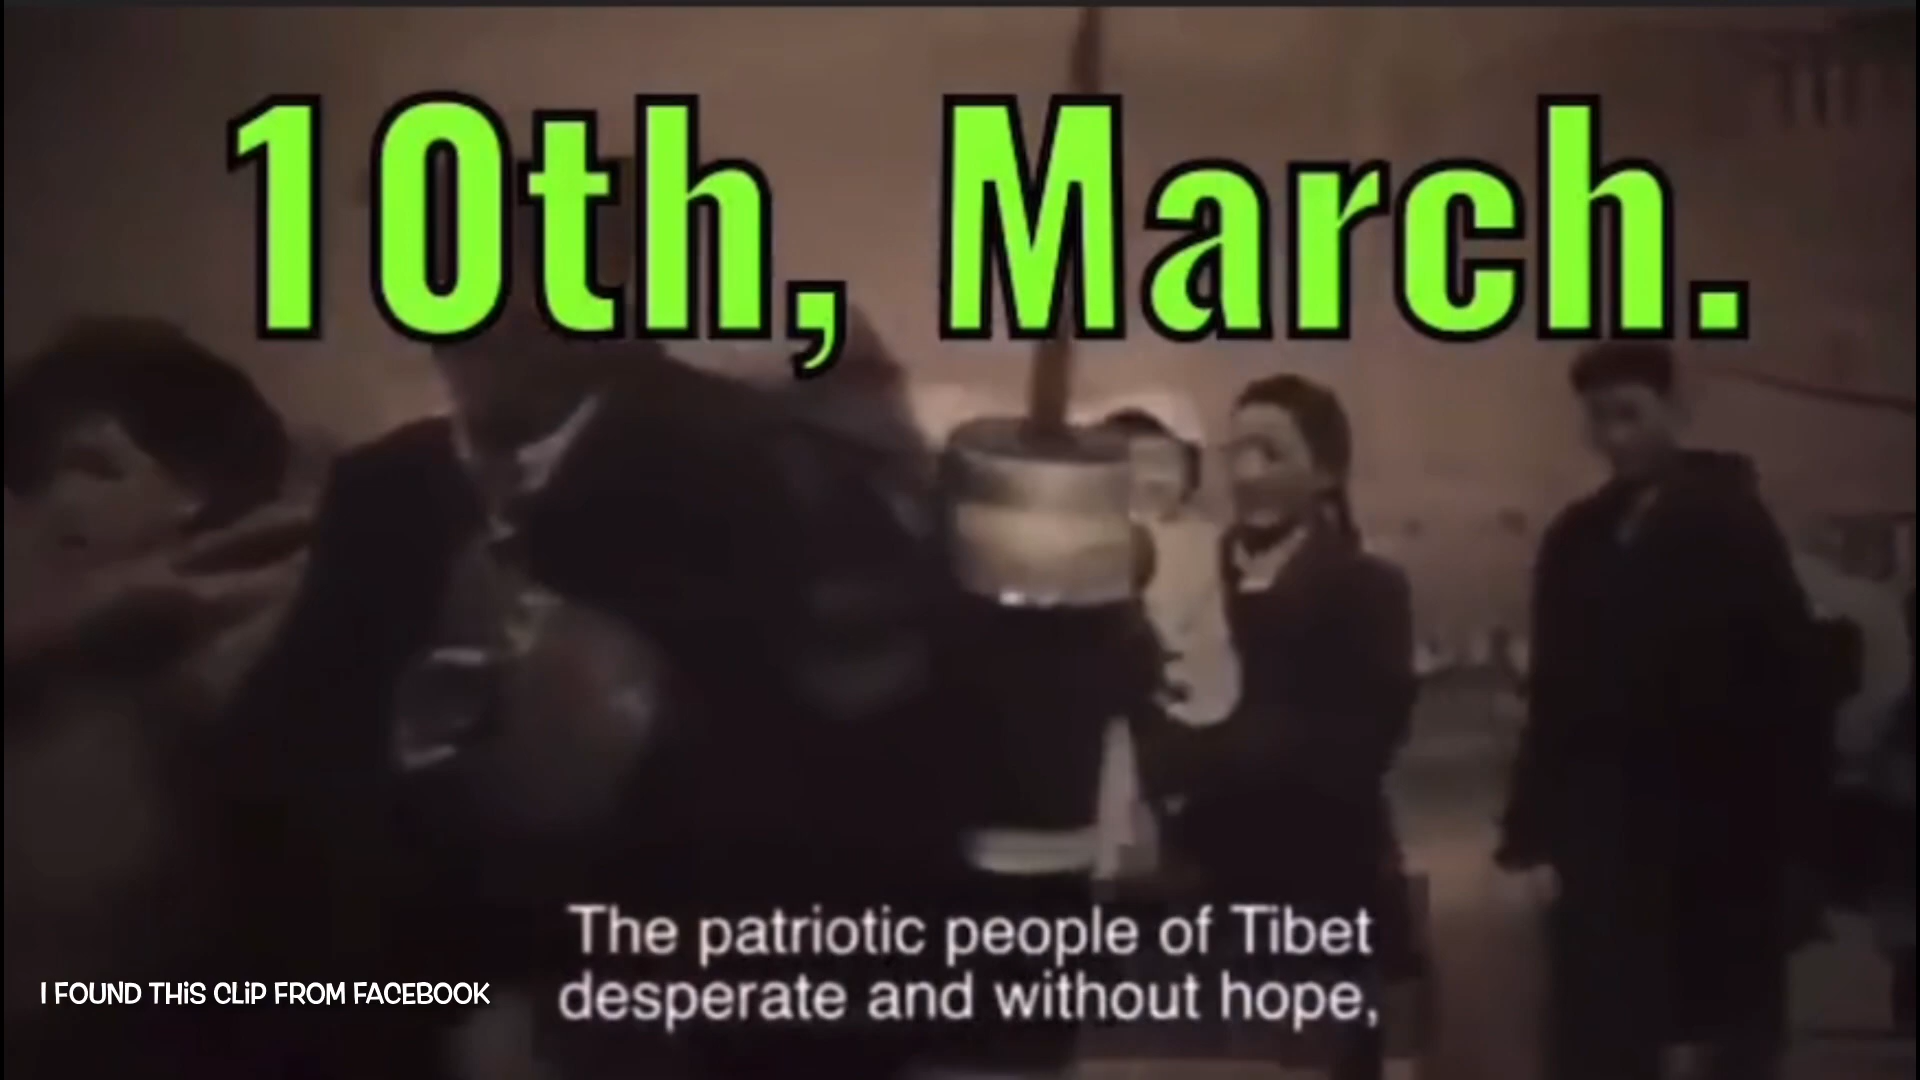 10th, March.
The patriotic people of Tibet
desperate and without hope,
I FOUND THiS CLiP FROM FACEBOOK